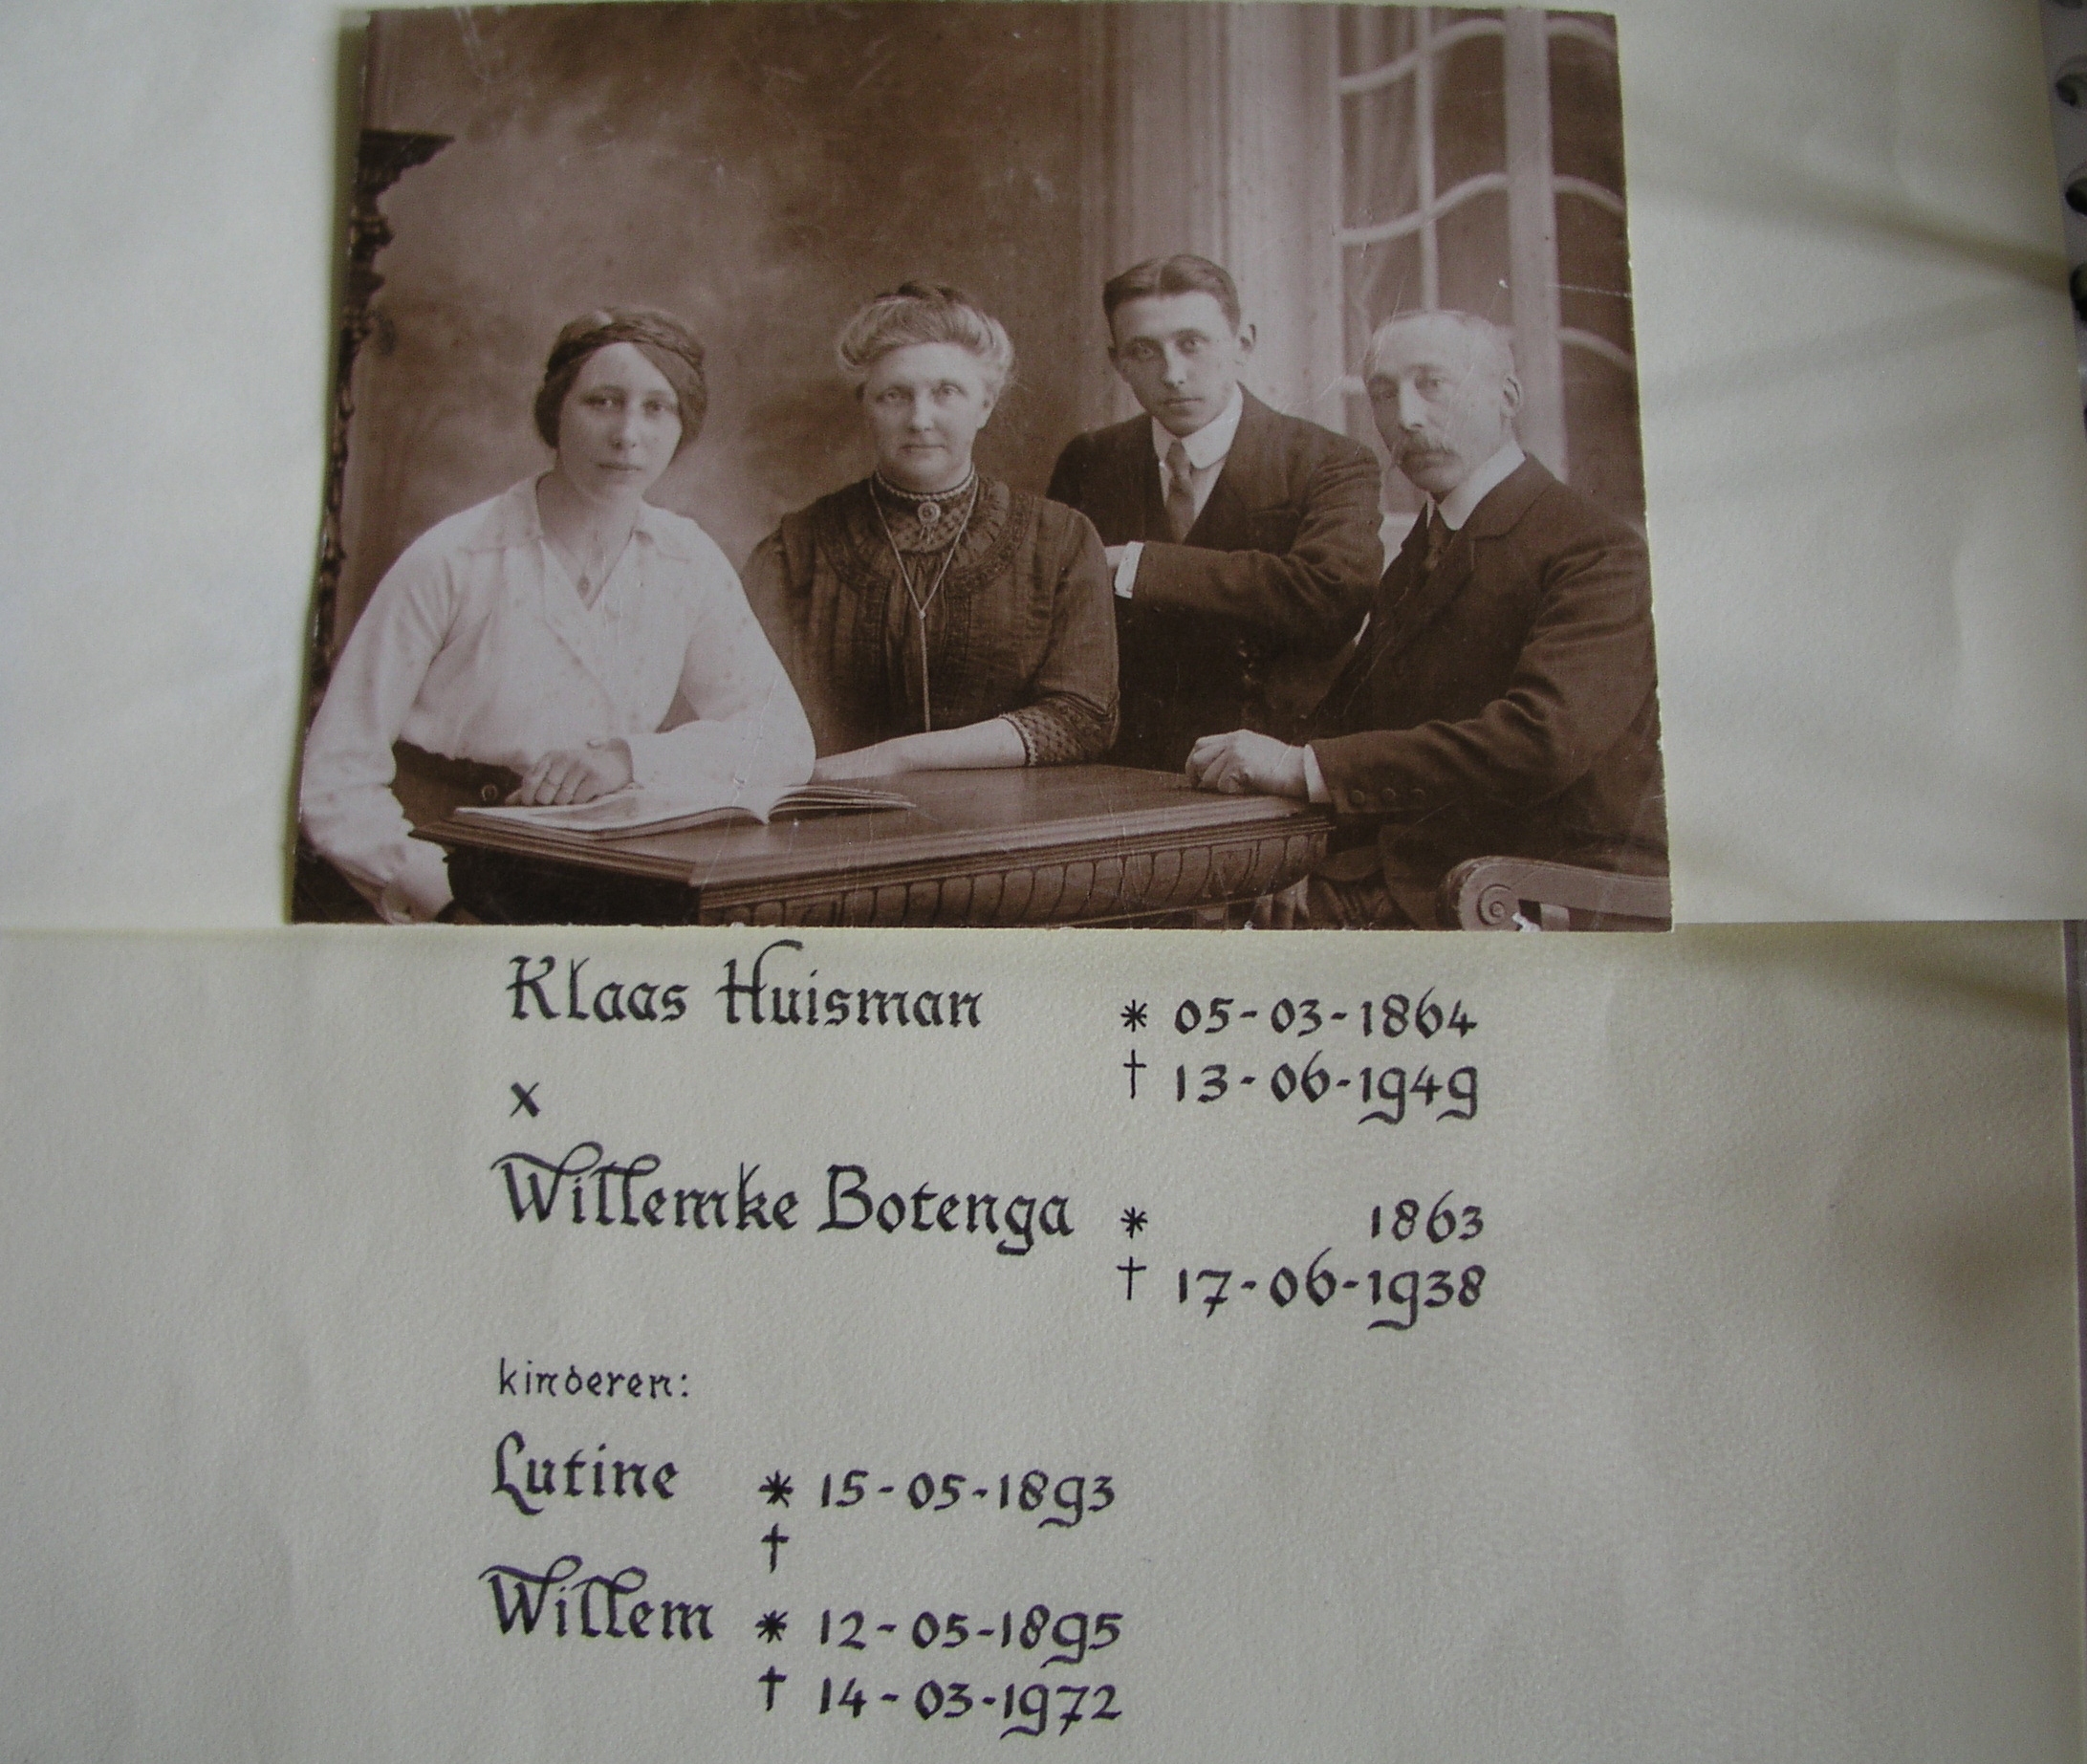 Klaas Huisman * 05-03-1864
† 13-06-1949
x
Willemke Botenga * 1863
† 17-06-1938
kinderen:
Lutine * 15-05-1893
†
Willem * 12-05-1895
† 14-03-1972